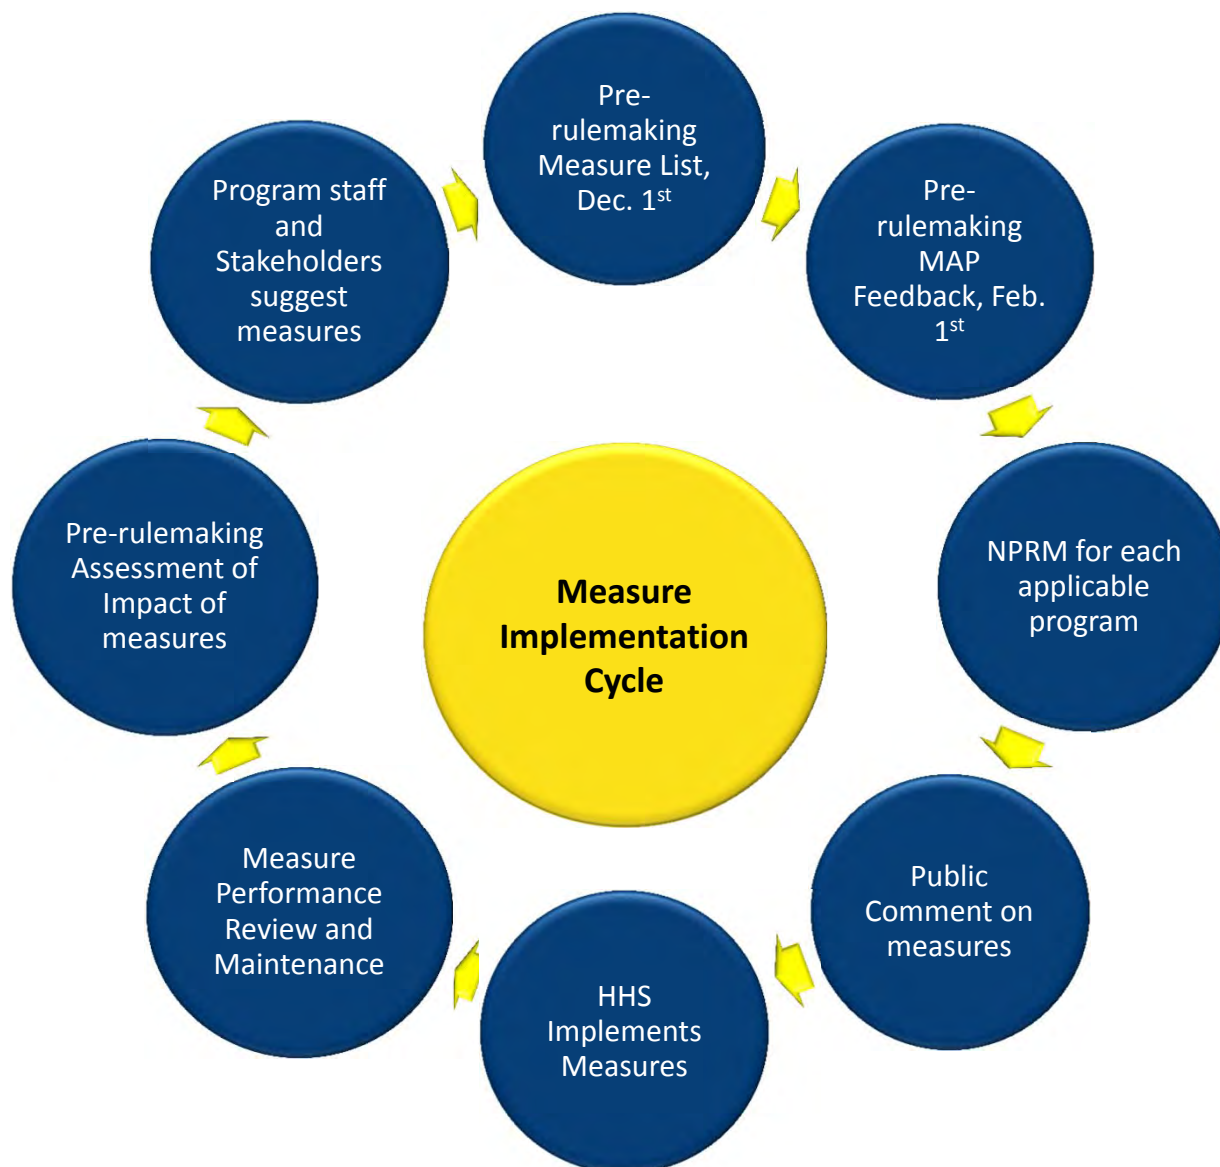 Pre-
rulemaking
Measure List,
Dec. 1st
Pre-
rulemaking
MAP
Feedback, Feb.
1st
NPRM for each
applicable
program
Public
Comment on
measures
HHS
Implements
Measures
Measure
Performance
Review and
Maintenance
Pre-rulemaking
Assessment of
Impact of
measures
Program staff
and
Stakeholders
suggest
measures
Measure
Implementation
Cycle